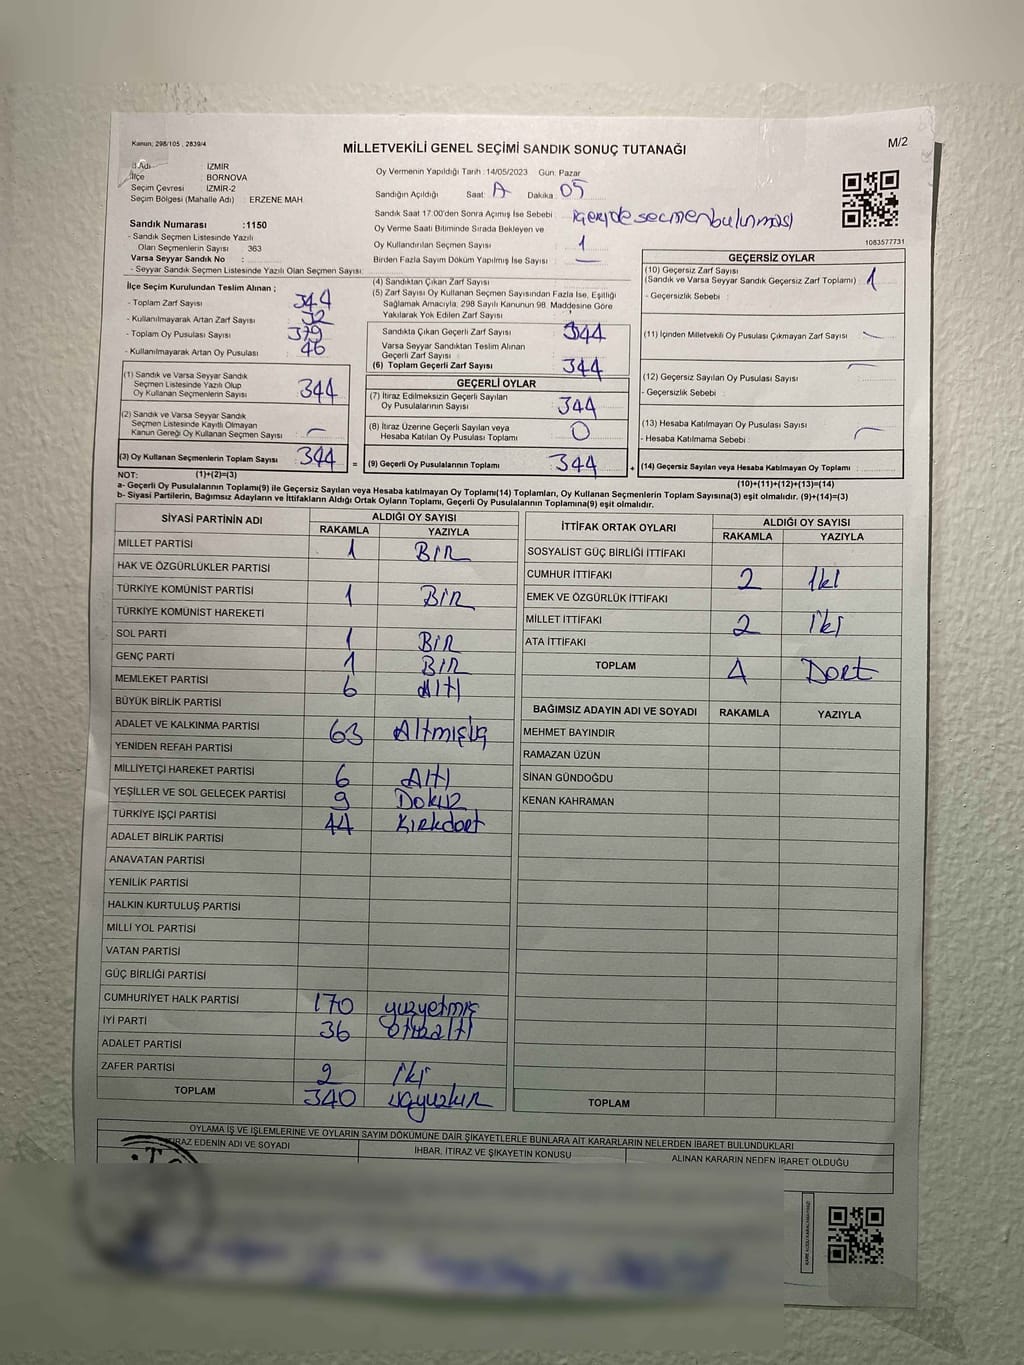 Kanun; 298/105 , 2839/4
MİLLETVEKİLİ GENEL SEÇİMİ SANDIK SONUÇ TUTANAĞI
M/2
İl Adı : İZMİR
İlçe : BORNOVA
Seçim Çevresi : İZMİR-2
Seçim Bölgesi (Mahalle Adı) : ERZENE MAH.
Sandık Numarası :1150
- Sandık Seçmen Listesinde Yazılı
Olan Seçmenlerin Sayısı : 363
Varsa Seyyar Sandık No :
- Seyyar Sandık Seçmen Listesinde Yazılı Olan Seçmen Sayısı:
Oy Vermenin Yapıldığı Tarih :14/05/2023 Gün: Pazar
Sandığın Açıldığı Saat: Dakika: 05
Sandık Saat 17.00'den Sonra Açımış İse Sebebi : içeride seçmen bulunması
Oy Verme Saati Bitiminde Sırada Bekleyen ve
Oy Kullandırılan Seçmen Sayısı : 1
Birden Fazla Sayım Döküm Yapılmış İse Sayısı : —
1083577731
İlçe Seçim Kurulundan Teslim Alınan ;
- Toplam Zarf Sayısı : 344
- Kullanılmayarak Artan Zarf Sayısı : 32
- Toplam Oy Pusulası Sayısı : 379
- Kullanılmayarak Artan Oy Pusulası : 46
(1) Sandık ve Varsa Seyyar Sandık
Seçmen Listesinde Yazılı Olup
Oy Kullanan Seçmenlerin Sayısı : 344
(2) Sandık ve Varsa Seyyar Sandık
Seçmen Listesinde Kayıtlı Olmayan
Kanun Gereği Oy Kullanan Seçmen Sayısı : —
(3) Oy Kullanan Seçmenlerin Toplam Sayısı : 344
(4) Sandıktan Çıkan Zarf Sayısı :
(5) Zarf Sayısı Oy Kullanan Seçmen Sayısından Fazla İse, Eşitliği
Sağlamak Amacıyla, 298 Sayılı Kanunun 98. Maddesine Göre
Yakılarak Yok Edilen Zarf Sayısı :
Sandıkta Çıkan Geçerli Zarf Sayısı : 344
Varsa Seyyar Sandıktan Teslim Alınan
Geçerli Zarf Sayısı :
(6) Toplam Geçerli Zarf Sayısı : 344
GEÇERLİ OYLAR
(7) İtiraz Edilmeksizin Geçerli Sayılan
Oy Pusulalarının Sayısı : 344
(8) İtiraz Üzerine Geçerli Sayılan veya
Hesaba Katılan Oy Pusulası Toplamı : 0
= (9) Geçerli Oy Pusulalarının Toplamı : 344
GEÇERSİZ OYLAR
(10) Geçersiz Zarf Sayısı
(Sandık ve Varsa Seyyar Sandık Geçersiz Zarf Toplamı) : 1
- Geçersizlik Sebebi :
(11) İçinden Milletvekili Oy Pusulası Çıkmayan Zarf Sayısı : —
(12) Geçersiz Sayılan Oy Pusulası Sayısı : —
- Geçersizlik Sebebi :
(13) Hesaba Katılmayan Oy Pusulası Sayısı : —
- Hesaba Katılmama Sebebi :
+ (14) Geçersiz Sayılan veya Hesaba Katılmayan Oy Toplamı :
NOT: (1)+(2)=(3)
(10)+(11)+(12)+(13)=(14)
a- Geçerli Oy Pusulalarının Toplamı(9) ile Geçersiz Sayılan veya Hesaba katılmayan Oy Toplamı(14) Toplamları, Oy Kullanan Seçmenlerin Toplam Sayısına(3) eşit olmalıdır. (9)+(14)=(3)
b- Siyasi Partilerin, Bağımsız Adayların ve İttifakların Aldığı Ortak Oyların Toplamı, Geçerli Oy Pusulalarının Toplamına(9) eşit olmalıdır.
SİYASİ PARTİNİN ADI ALDIĞI OY SAYISI
RAKAMLA YAZIYLA
MİLLET PARTİSİ 1 BİR
HAK VE ÖZGÜRLÜKLER PARTİSİ
TÜRKİYE KOMÜNİST PARTİSİ 1 BİR
TÜRKİYE KOMÜNİST HAREKETİ
SOL PARTİ 1 BİR
GENÇ PARTİ 1 BİR
MEMLEKET PARTİSİ 6 Altı
BÜYÜK BİRLİK PARTİSİ
ADALET VE KALKINMA PARTİSİ 63 Altmışüç
YENİDEN REFAH PARTİSİ
MİLLİYETÇİ HAREKET PARTİSİ 6 Altı
YEŞİLLER VE SOL GELECEK PARTİSİ 9 Dokuz
TÜRKİYE İŞÇİ PARTİSİ 44 Kırkdört
ADALET BİRLİK PARTİSİ
ANAVATAN PARTİSİ
YENİLİK PARTİSİ
HALKIN KURTULUŞ PARTİSİ
MİLLİ YOL PARTİSİ
VATAN PARTİSİ
GÜÇ BİRLİĞİ PARTİSİ
CUMHURİYET HALK PARTİSİ 170 yüzyetmiş
İYİ PARTİ 36 otuzaltı
ADALET PARTİSİ
ZAFER PARTİSİ 2 iki
TOPLAM 340 üçyüzkırk
İTTİFAK ORTAK OYLARI ALDIĞI OY SAYISI
RAKAMLA YAZIYLA
SOSYALİST GÜÇ BİRLİĞİ İTTİFAKI
CUMHUR İTTİFAKI 2 iki
EMEK VE ÖZGÜRLÜK İTTİFAKI
MİLLET İTTİFAKI 2 iki
ATA İTTİFAKI
TOPLAM 4 Dört
BAĞIMSIZ ADAYIN ADI VE SOYADI RAKAMLA YAZIYLA
MEHMET BAYINDIR
RAMAZAN ÜZÜN
SİNAN GÜNDOĞDU
KENAN KAHRAMAN
TOPLAM
OYLAMA İŞ VE İŞLEMLERİNE VE OYLARIN SAYIM DÖKÜMÜNE DAİR ŞİKAYETLERLE BUNLARA AİT KARARLARIN NELERDEN İBARET BULUNDUKLARI
İTİRAZ EDENİN ADI VE SOYADI İHBAR, İTİRAZ VE ŞİKAYETİN KONUSU ALINAN KARARIN NEDEN İBARET OLDUĞU